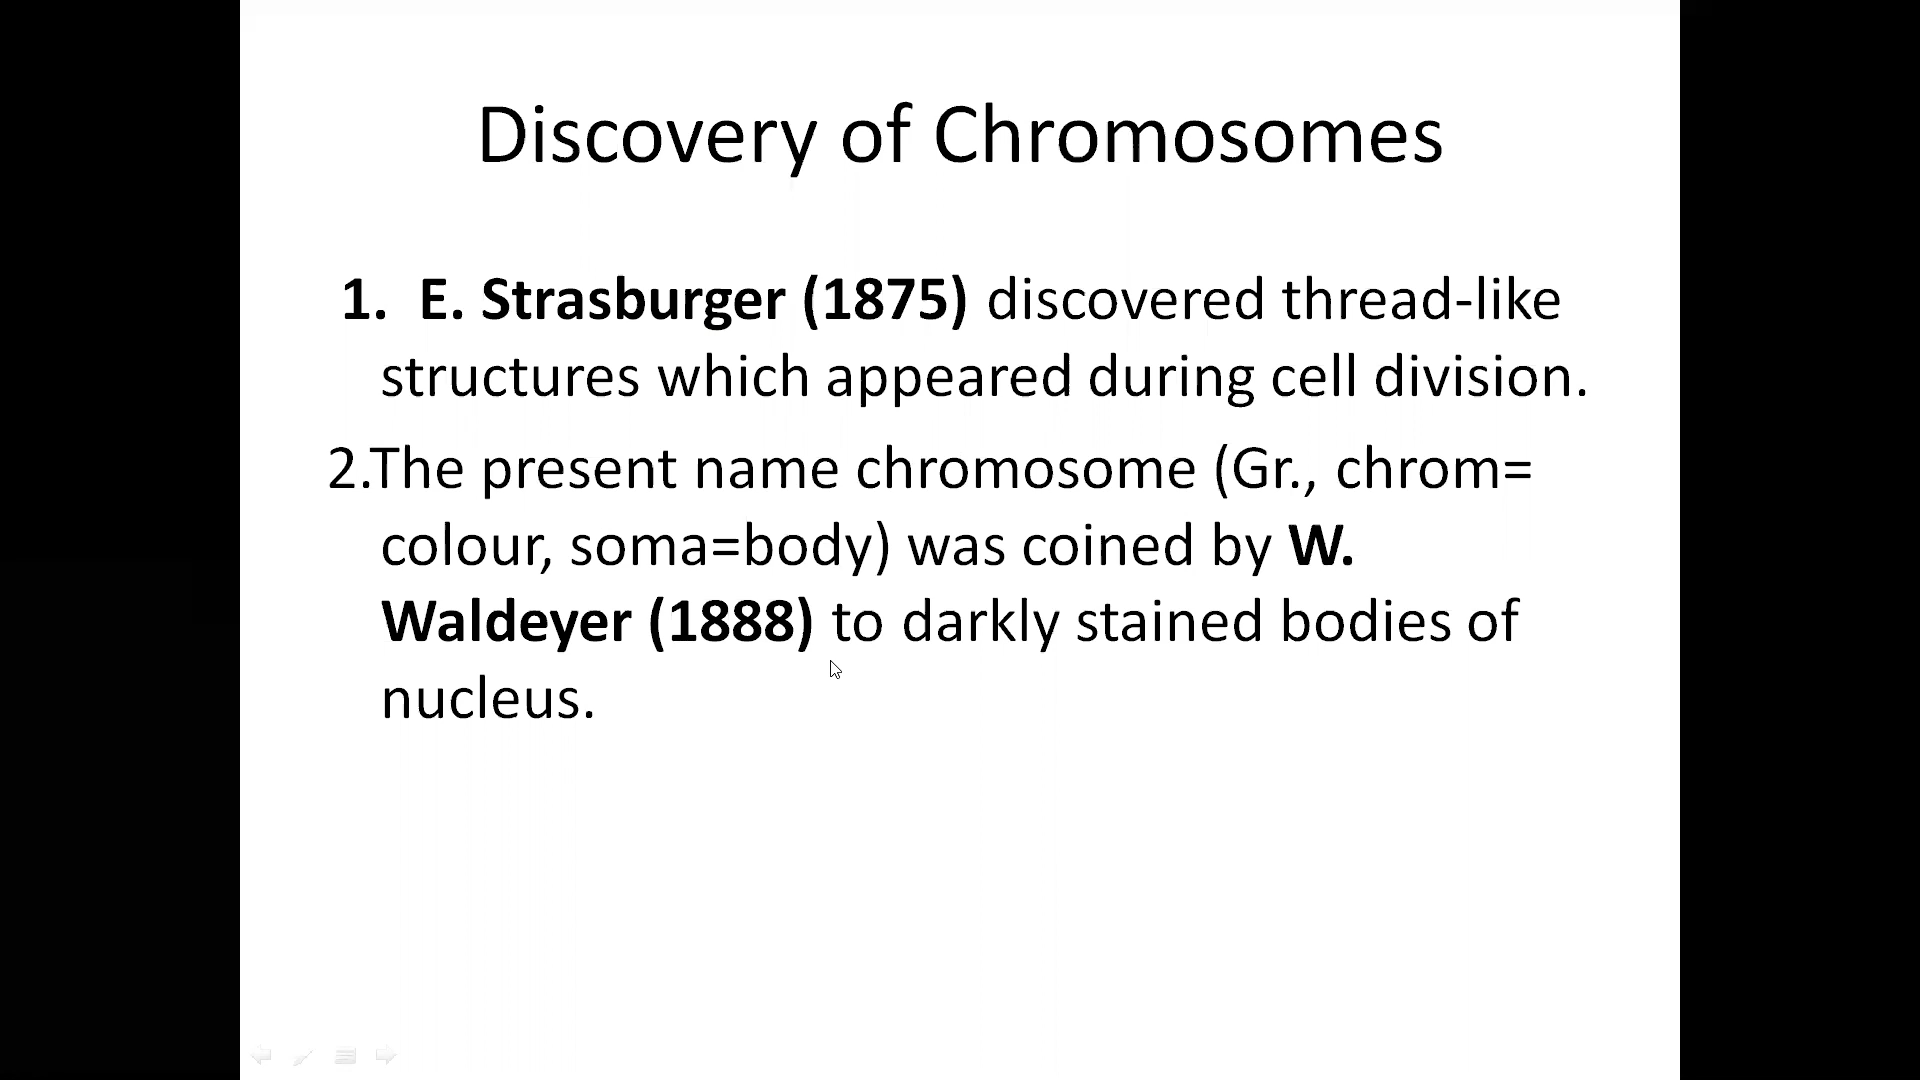 Discovery of Chromosomes
1. E. Strasburger (1875) discovered thread-like
structures which appeared during cell division.
2.The present name chromosome (Gr., chrom=
colour, soma=body) was coined by W.
Waldeyer (1888) to darkly stained bodies of
nucleus.